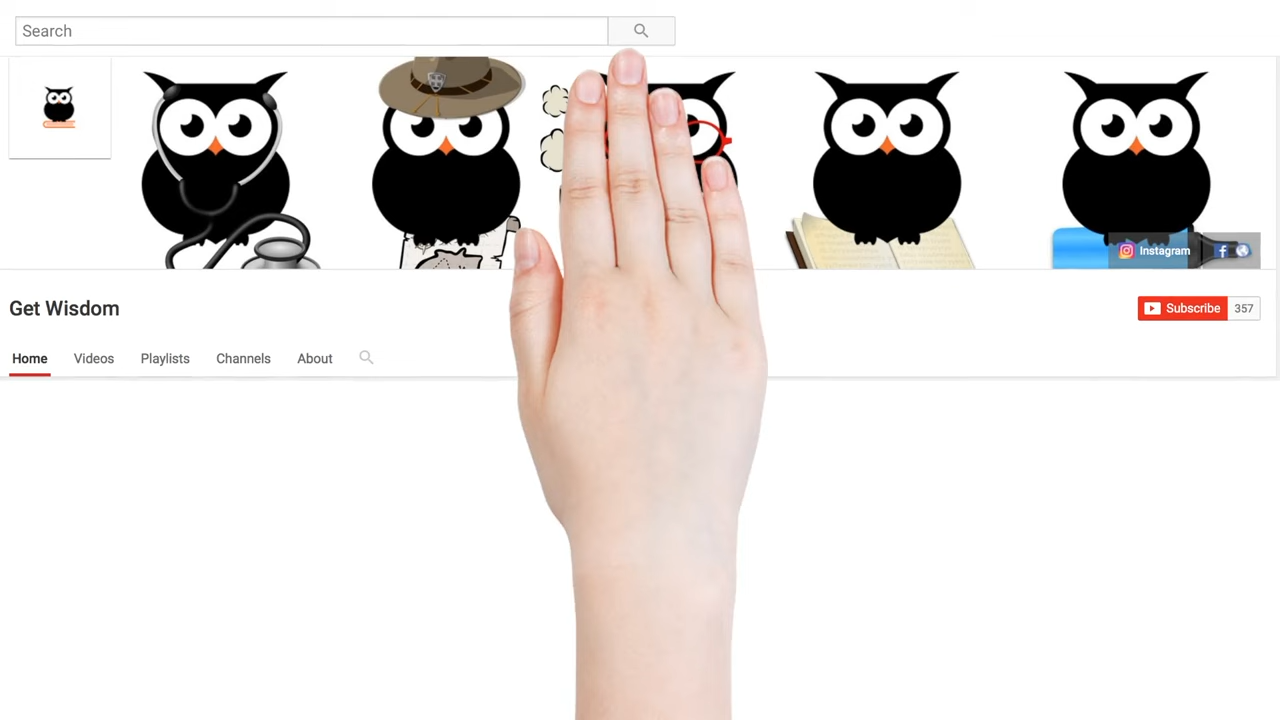 Search
Instagram
Get Wisdom
Subscribe 357
Home Videos Playlists Channels About